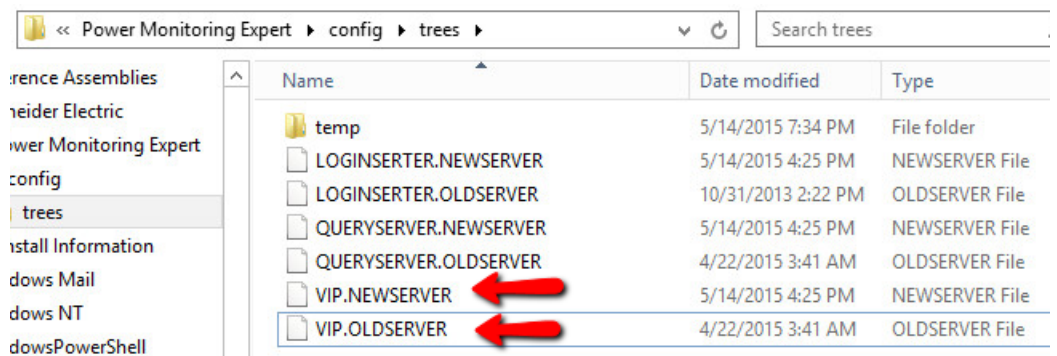 « Power Monitoring Expert config trees
Search trees
erence Assemblies
neider Electric
ower Monitoring Expert
config
trees
nstall Information
dows Mail
dows NT
dowsPowerShell
Name Date modified Type
temp 5/14/2015 7:34 PM File folder
LOGINSERTER.NEWSERVER 5/14/2015 4:25 PM NEWSERVER File
LOGINSERTER.OLDSERVER 10/31/2013 2:22 PM OLDSERVER File
QUERYSERVER.NEWSERVER 5/14/2015 4:25 PM NEWSERVER File
QUERYSERVER.OLDSERVER 4/22/2015 3:41 AM OLDSERVER File
VIP.NEWSERVER 5/14/2015 4:25 PM NEWSERVER File
VIP.OLDSERVER 4/22/2015 3:41 AM OLDSERVER File